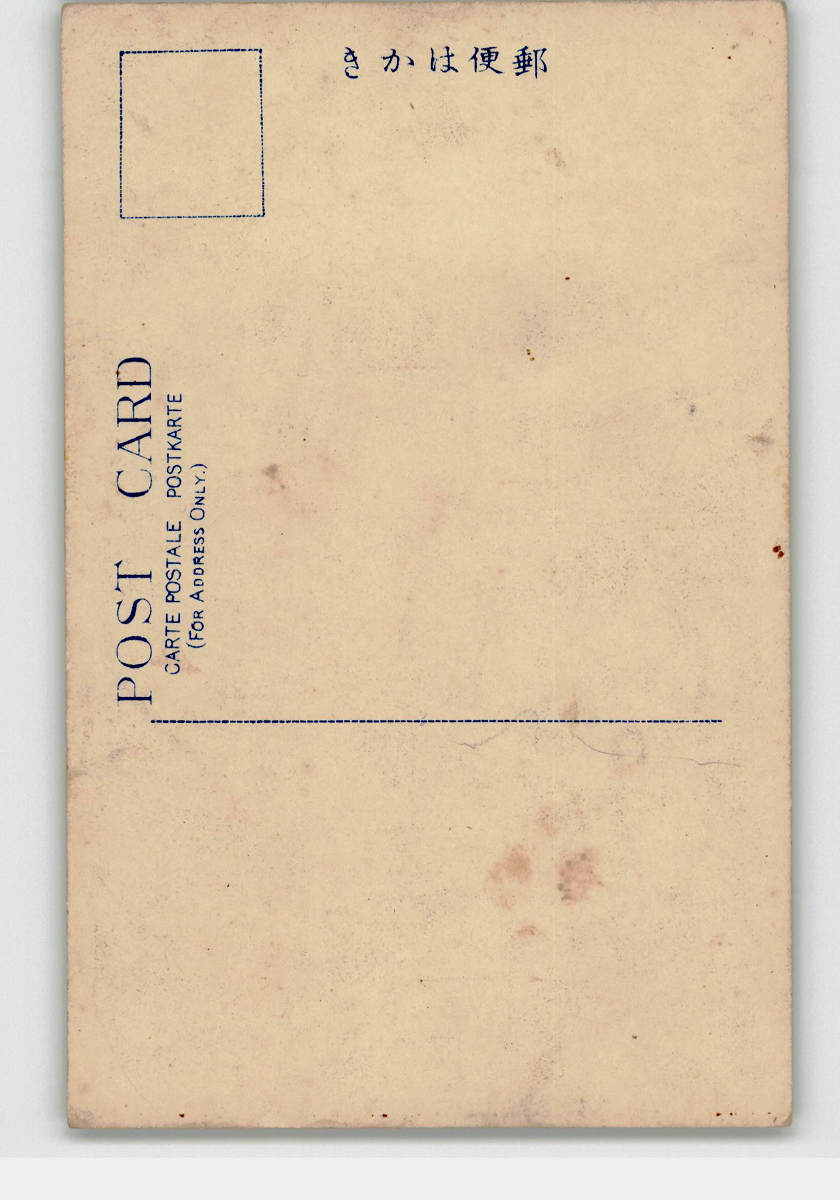 郵便はかき
POST CARD
CARTE POSTALE POSTKARTE
(FOR ADDRESS ONLY.)